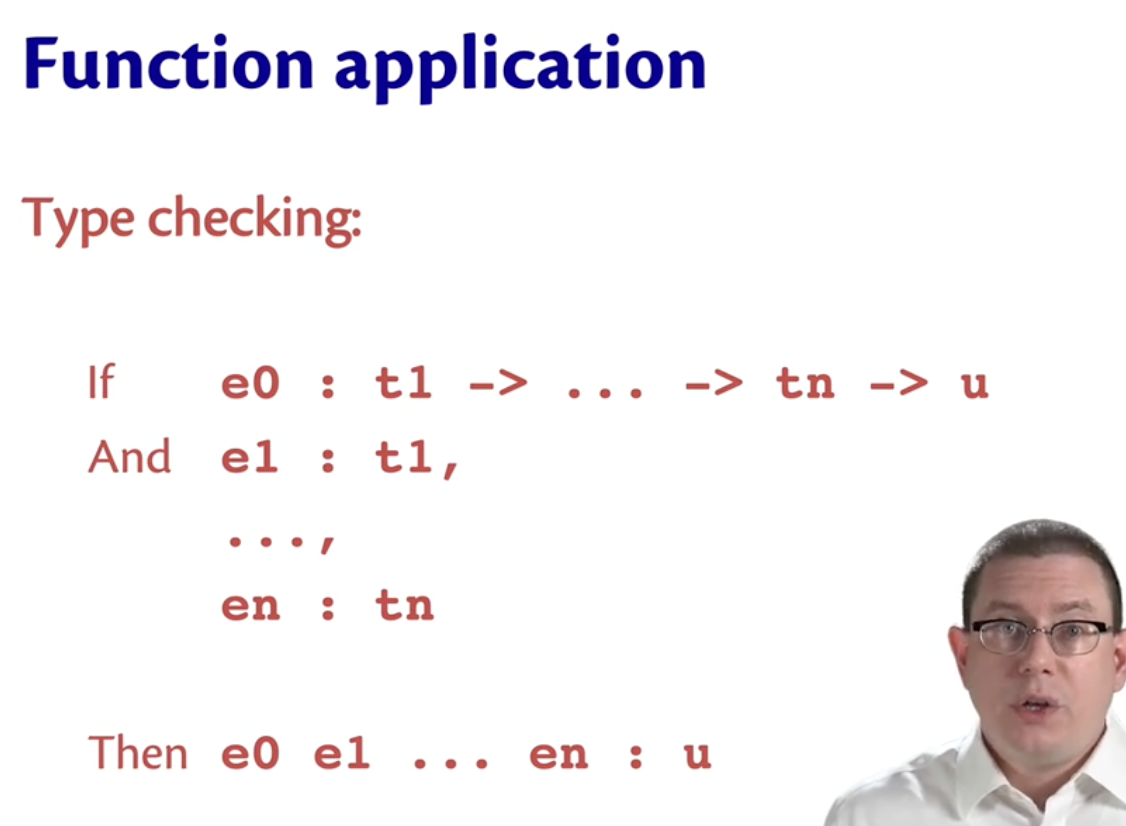 Function application
Type checking:
If e0 : t1 -> ... -> tn -> u
And e1 : t1,
...,
en : tn
Then e0 e1 ... en : u